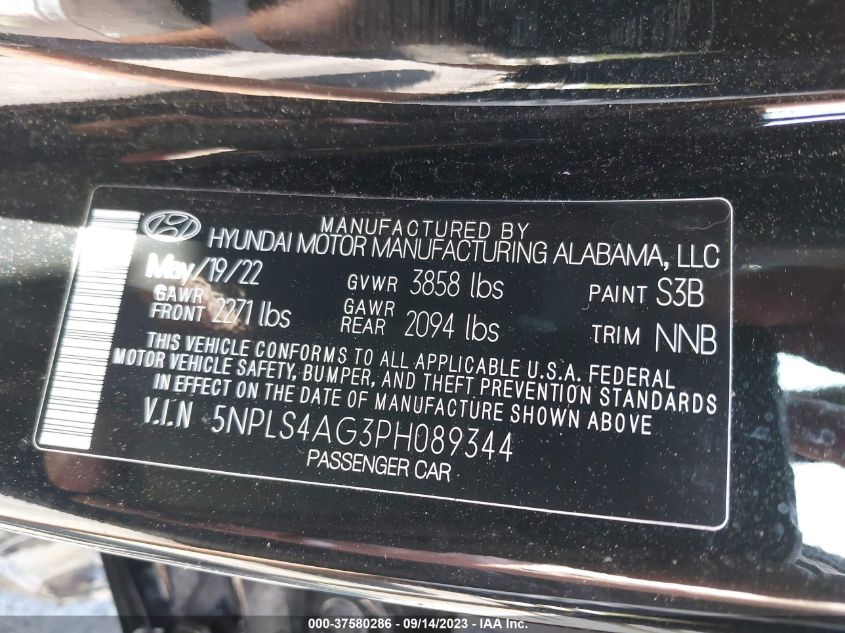 MANUFACTURED BY
HYUNDAI MOTOR MANUFACTURING ALABAMA, LLC
May/19/22 GVWR 3858 lbs PAINT S3B
GAWR FRONT 2271 lbs GAWR REAR 2094 lbs TRIM NNB
THIS VEHICLE CONFORMS TO ALL APPLICABLE U.S.A. FEDERAL
MOTOR VEHICLE SAFETY, BUMPER, AND THEFT PREVENTION STANDARDS
IN EFFECT ON THE DATE OF MANUFACTURE SHOWN ABOVE
V.I.N 5NPLS4AG3PH089344
PASSENGER CAR
000-37580286 - 09/14/2023 - © IAA, Inc.